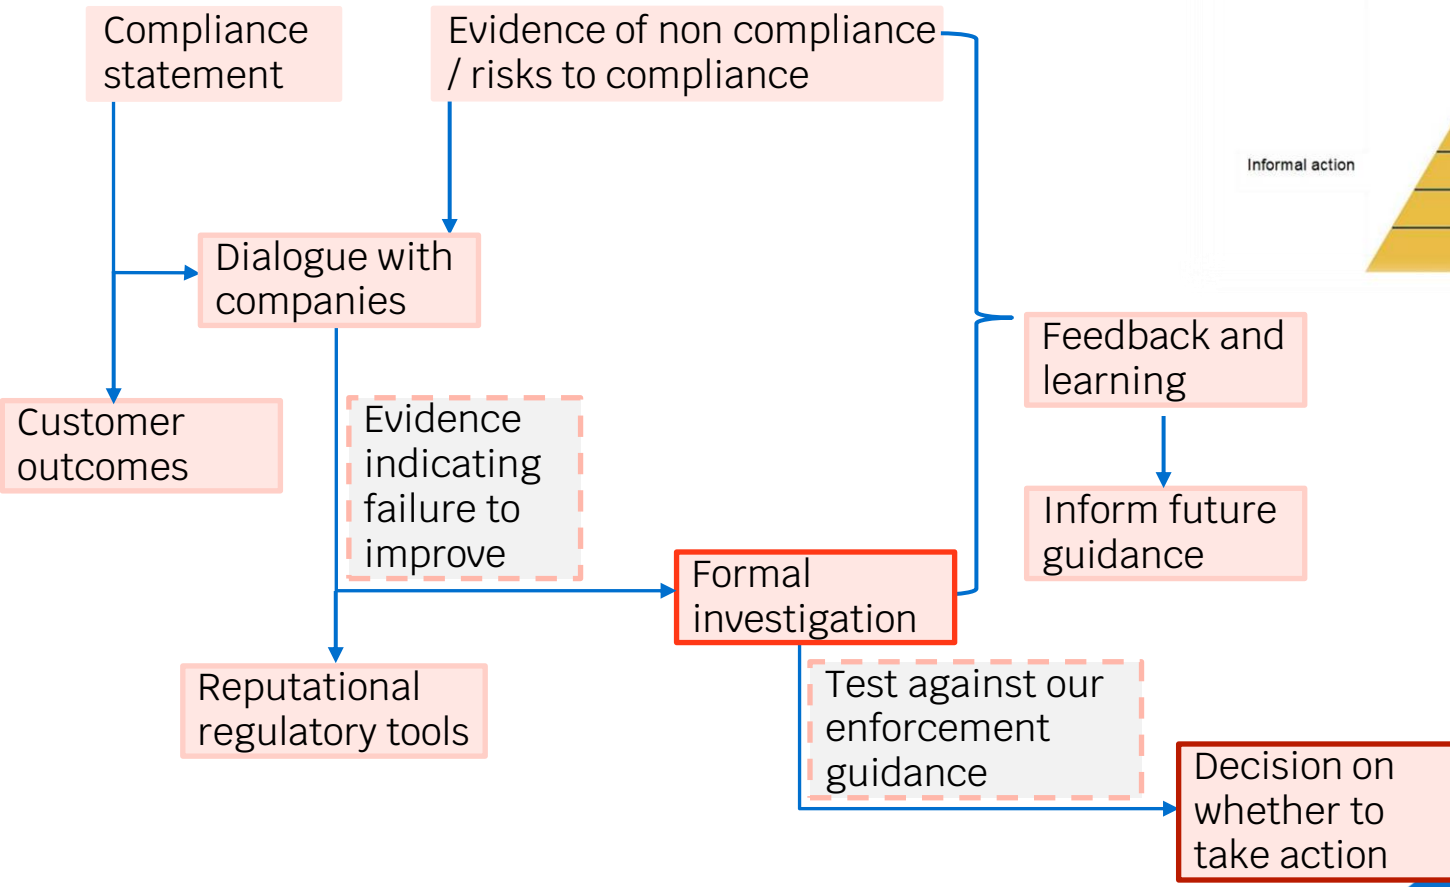 Compliance
statement
Evidence of non compliance
/ risks to compliance
Informal action
Dialogue with
companies
Feedback and
learning
Customer
outcomes
Evidence
indicating
failure to
improve
Inform future
guidance
Formal
investigation
Reputational
regulatory tools
Test against our
enforcement
guidance
Decision on
whether to
take action